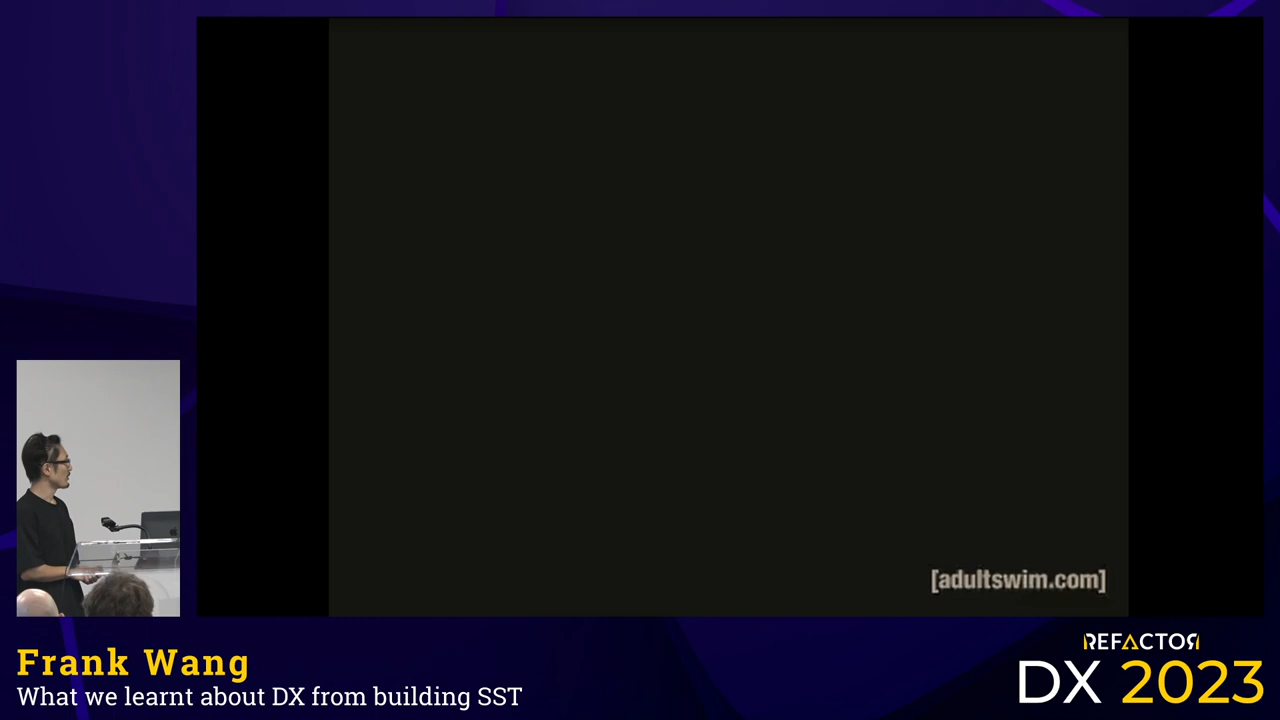 [adultswim.com]
Frank Wang
What we learnt about DX from building SST
REFACTOR
DX 2023